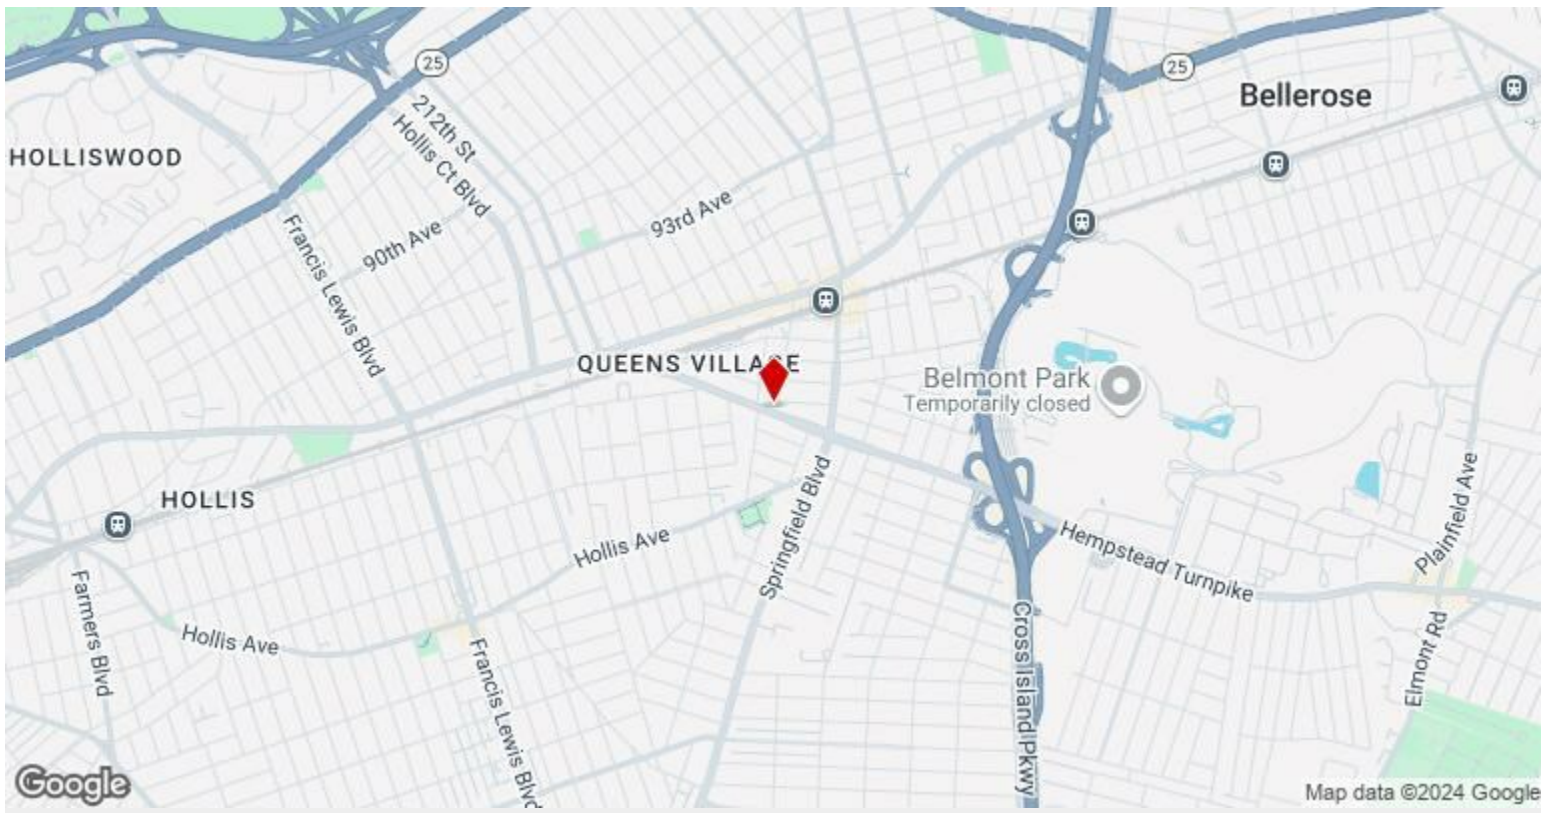 25
25
Bellerose
212th St
Hollis Ct Blvd
HOLLISWOOD
93rd Ave
90th Ave
Francis Lewis Blvd
QUEENS VILLAGE
Belmont Park
Temporarily closed
HOLLIS
Springfield Blvd
Plainfield Ave
Hollis Ave
Hempstead Turnpike
Farmers Blvd
Hollis Ave
Elmont Rd
Cross Island Pkwy
Francis Lewis Blvd
Google
Map data ©2024 Google